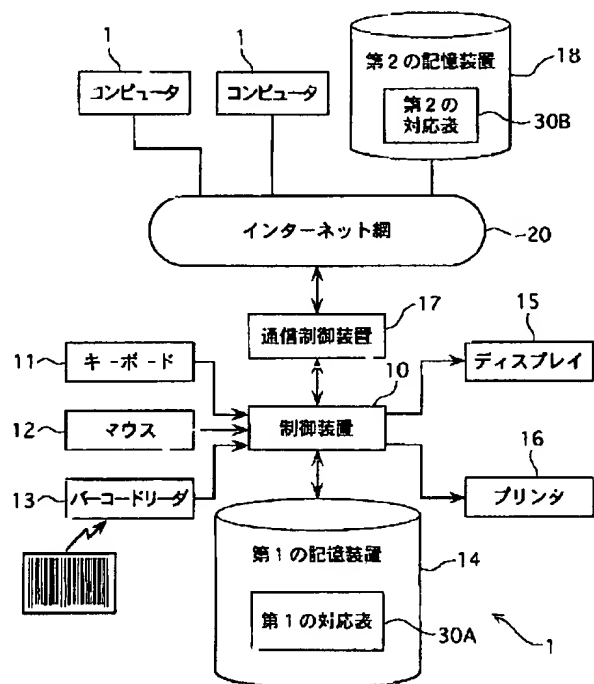 1
1
コンピュータ
コンピュータ
第2の記憶装置
18
第2の
対応表
30B
インターネット網
20
17
通信制御装置
15
ディスプレイ
11
キーボード
10
12
マウス
制御装置
16
プリンタ
13
バーコードリーダ
第1の記憶装置
14
第1の対応表
30A
1